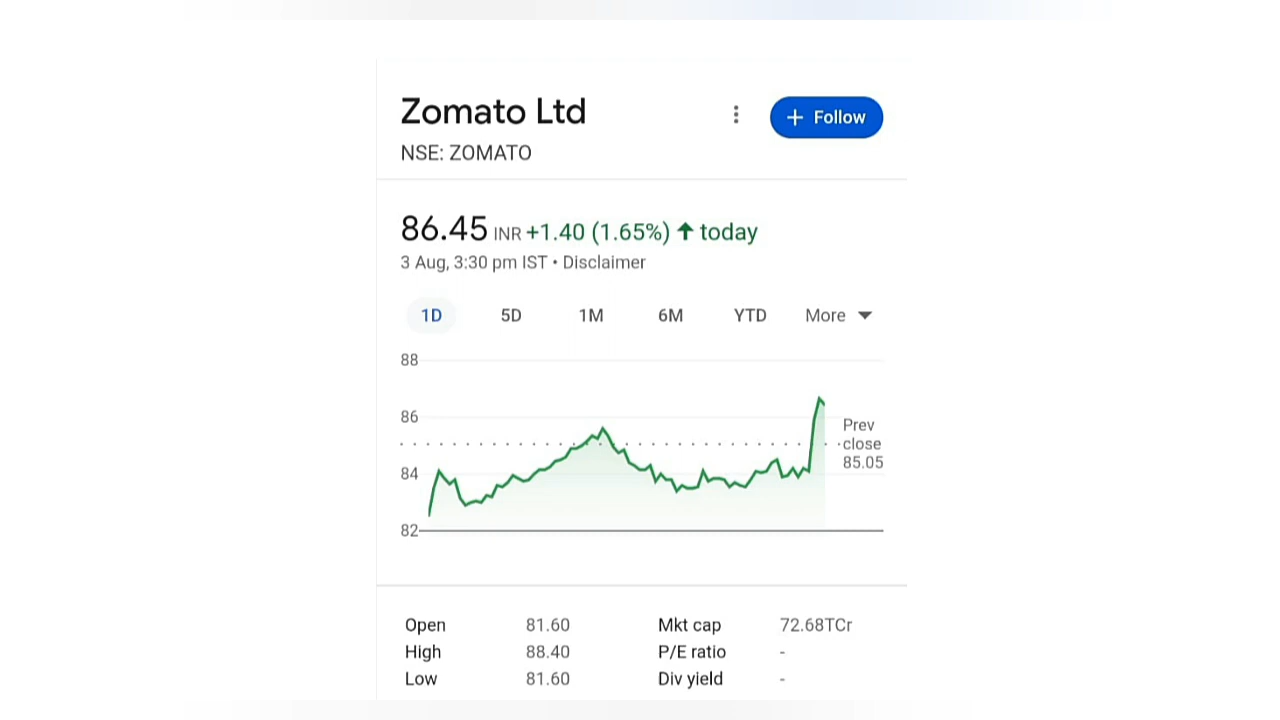 Zomato Ltd
+ Follow
NSE: ZOMATO
86.45 INR +1.40 (1.65%) ↑ today
3 Aug, 3:30 pm IST • Disclaimer
1D 5D 1M 6M YTD More
88
86
84
82
Prev
close
85.05
Open 81.60 Mkt cap 72.68TCr
High 88.40 P/E ratio -
Low 81.60 Div yield -